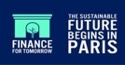 FINANCE
FOR TOMORROW
THE SUSTAINABLE
FUTURE
BEGINS IN
PARIS